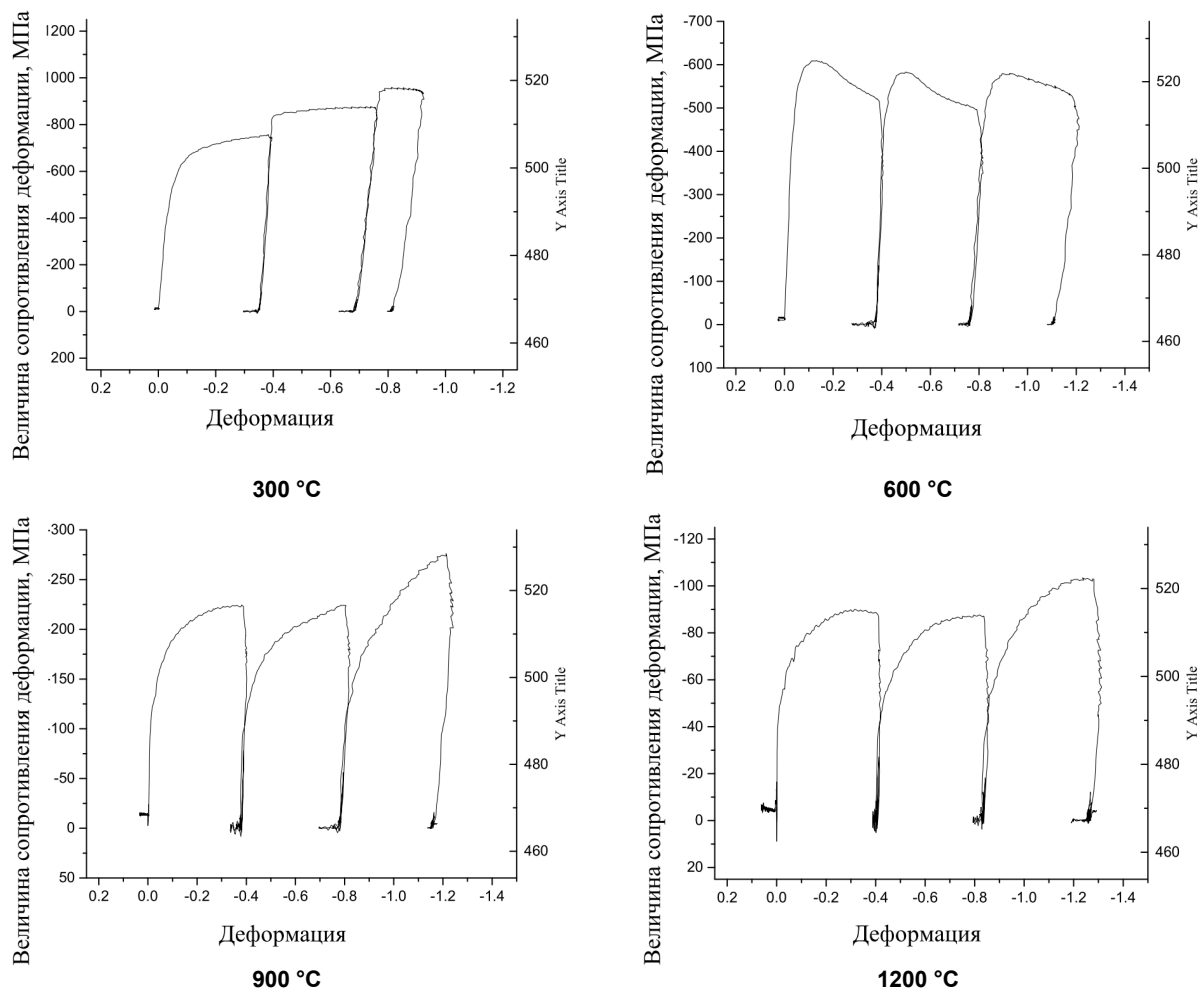 Величина сопротивления деформации, МПа
1200
1000
-800
-600
-400
-200
0
200
0.2 0.0 -0.2 -0.4 -0.6 -0.8 -1.0 -1.2
520
500
480
460
Y Axis Title
Деформация
300 °C
Величина сопротивления деформации, МПа
-700
-600
-500
-400
-300
-200
-100
0
100
0.2 0.0 -0.2 -0.4 -0.6 -0.8 -1.0 -1.2 -1.4
520
500
480
460
Y Axis Title
Деформация
600 °C
Величина сопротивления деформации, МПа
-300
-250
-200
-150
-100
-50
0
50
0.2 0.0 -0.2 -0.4 -0.6 -0.8 -1.0 -1.2 -1.4
520
500
480
460
Y Axis Title
Деформация
900 °C
Величина сопротивления деформации, МПа
-120
-100
-80
-60
-40
-20
0
20
0.2 0.0 -0.2 -0.4 -0.6 -0.8 -1.0 -1.2 -1.4
520
500
480
460
Y Axis Title
Деформация
1200 °C